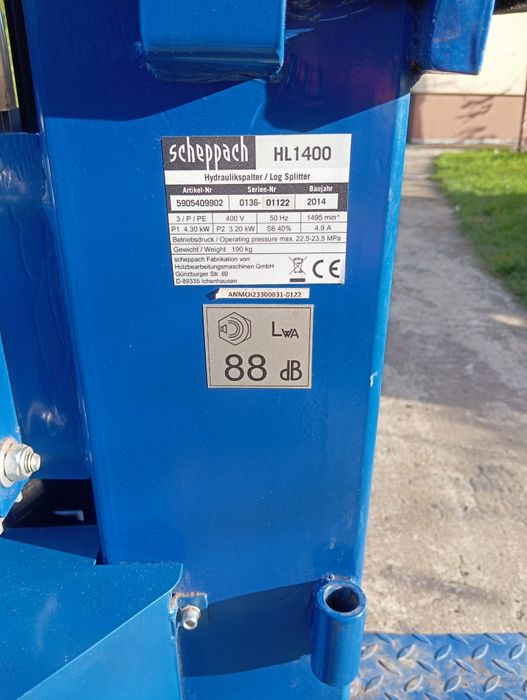 scheppach HL1400
Hydraulikspalter / Log Splitter
Artikel-Nr Serien-Nr Baujahr
5905409902 0136- 01122 2014
3 / P / PE 400 V 50 Hz 1495 min⁻¹
P1 4.30 kW P2 3.20 kW S6 40% 4.9 A
Betriebsdruck / Operating pressure max. 22,5-23,5 MPa
Gewicht / Weight 190 kg
scheppach Fabrikation von
Holzbearbeitungsmaschinen GmbH
Günzburger Str. 69
D-89335 Ichenhausen
CE
ANMOI23300831-0122
LWA
88 dB